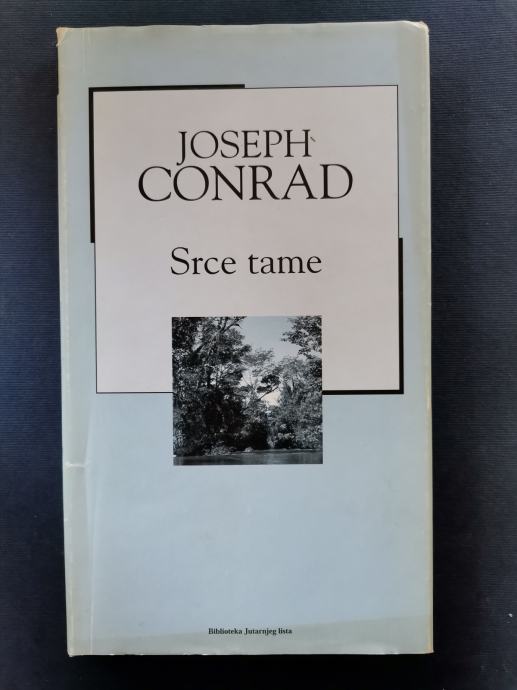 JOSEPH
CONRAD
Srce tame
Biblioteka Jutarnjeg lista